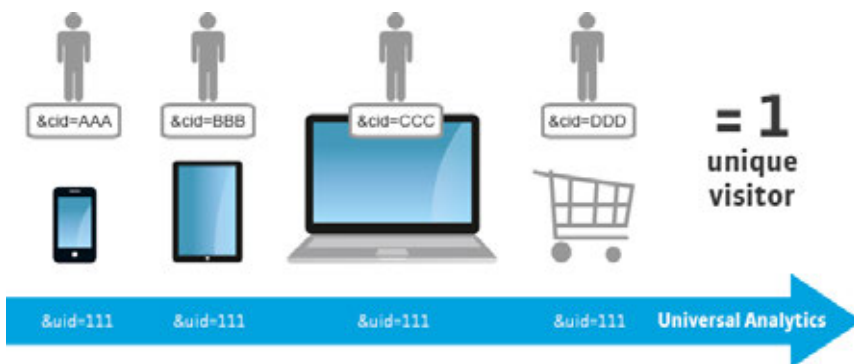 &cid=AAA
&cid=BBB
&cid=CCC
&cid=DDD
= 1
unique
visitor
&uid=111
&uid=111
&uid=111
&uid=111
Universal Analytics